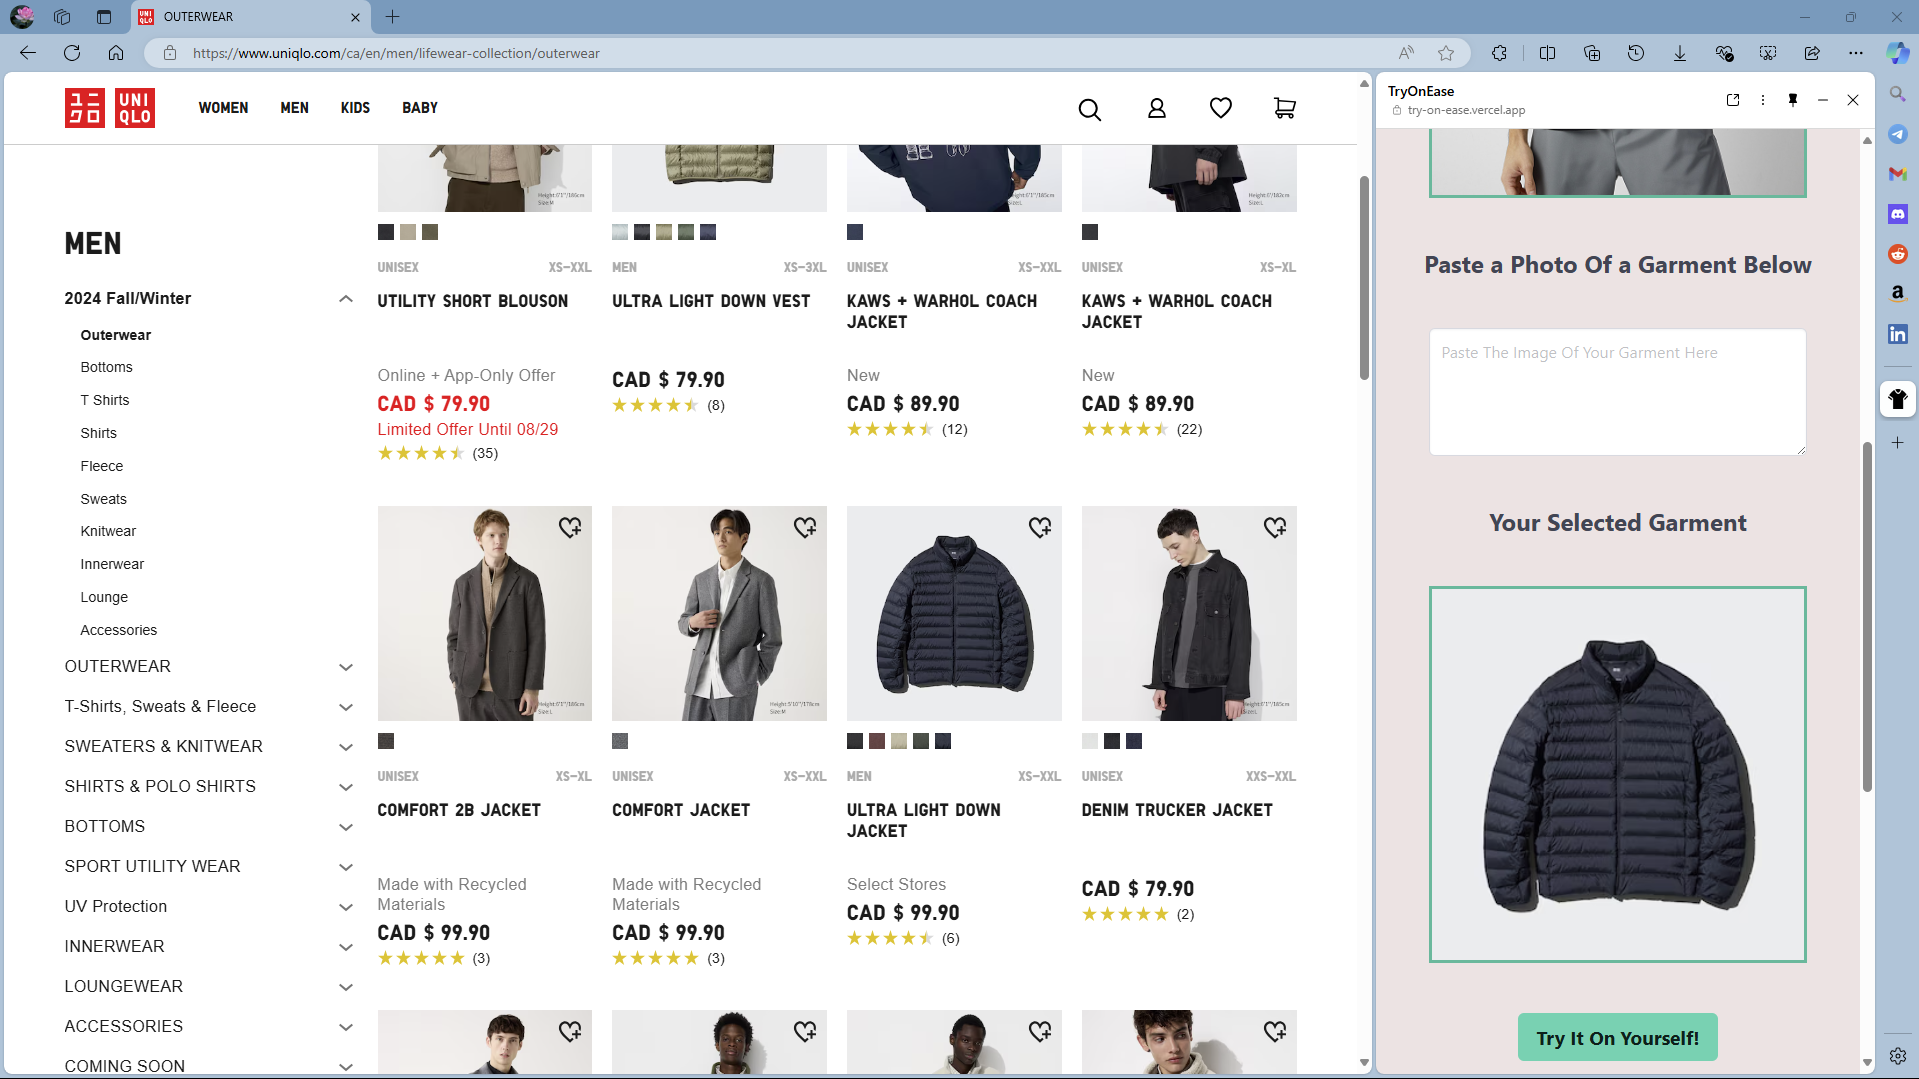 OUTERWEAR
https://www.uniqlo.com/ca/en/men/lifewear-collection/outerwear
ユニクロ
UNIQLO
WOMEN
MEN
KIDS
BABY
MEN
2024 Fall/Winter
Outerwear
Bottoms
T Shirts
Shirts
Fleece
Sweats
Knitwear
Innerwear
Lounge
Accessories
OUTERWEAR
T-Shirts, Sweats & Fleece
SWEATERS & KNITWEAR
SHIRTS & POLO SHIRTS
BOTTOMS
SPORT UTILITY WEAR
UV Protection
INNERWEAR
LOUNGEWEAR
ACCESSORIES
COMING SOON
UNISEX XS-XXL
UTILITY SHORT BLOUSON
Online + App-Only Offer
CAD $ 79.90
Limited Offer Until 08/29
(35)
MEN XS-3XL
ULTRA LIGHT DOWN VEST
CAD $ 79.90
(8)
UNISEX XS-XXL
KAWS + WARHOL COACH
JACKET
New
CAD $ 89.90
(12)
UNISEX XS-XL
KAWS + WARHOL COACH
JACKET
New
CAD $ 89.90
(22)
UNISEX XS-XL
COMFORT 2B JACKET
Made with Recycled
Materials
CAD $ 99.90
(3)
UNISEX XS-XXL
COMFORT JACKET
Made with Recycled
Materials
CAD $ 99.90
(3)
MEN XS-XXL
ULTRA LIGHT DOWN
JACKET
Select Stores
CAD $ 99.90
(6)
UNISEX XXS-XXL
DENIM TRUCKER JACKET
CAD $ 79.90
(2)
TryOnEase
try-on-ease.vercel.app
Paste a Photo Of a Garment Below
Paste The Image Of Your Garment Here
Your Selected Garment
Try It On Yourself!